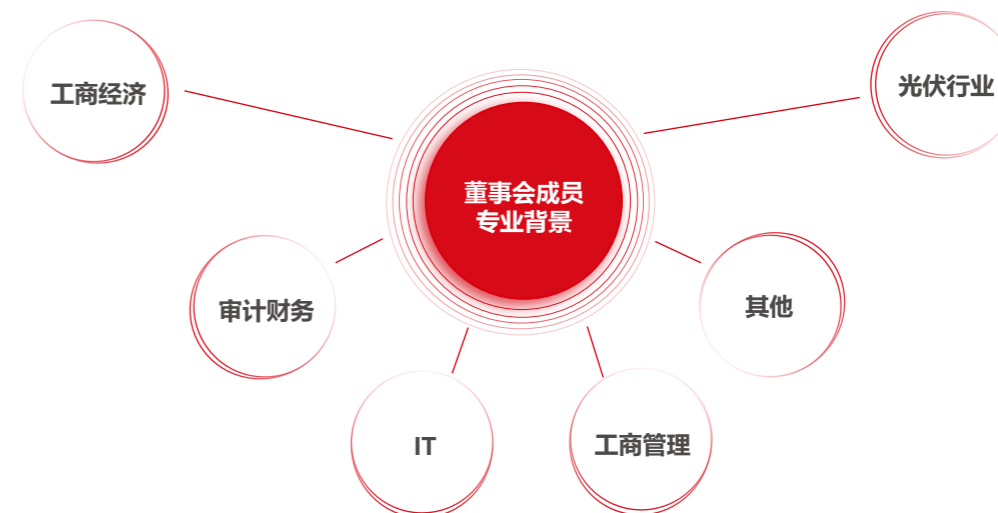 工商经济
光伏行业
董事会成员
专业背景
审计财务
其他
IT
工商管理